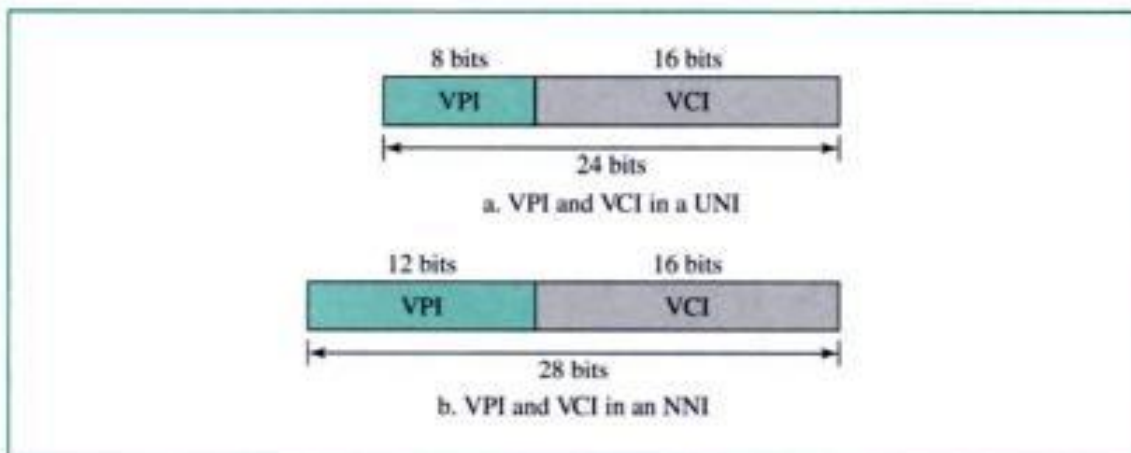 8 bits 16 bits
VPI VCI
24 bits
a. VPI and VCI in a UNI
12 bits 16 bits
VPI VCI
28 bits
b. VPI and VCI in an NNI